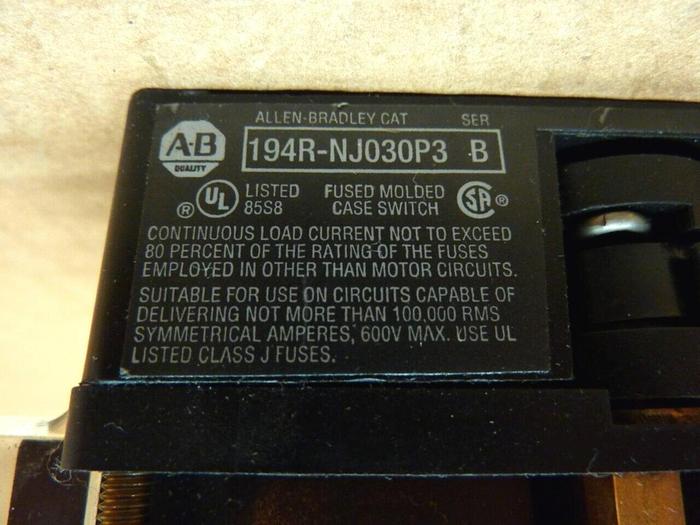 ALLEN-BRADLEY CAT SER
A-B QUALITY
194R-NJ030P3 B
® UL LISTED 85S8
FUSED MOLDED CASE SWITCH
SA ®
CONTINUOUS LOAD CURRENT NOT TO EXCEED
80 PERCENT OF THE RATING OF THE FUSES
EMPLOYED IN OTHER THAN MOTOR CIRCUITS.
SUITABLE FOR USE ON CIRCUITS CAPABLE OF
DELIVERING NOT MORE THAN 100,000 RMS
SYMMETRICAL AMPERES, 600V MAX. USE UL
LISTED CLASS J FUSES.